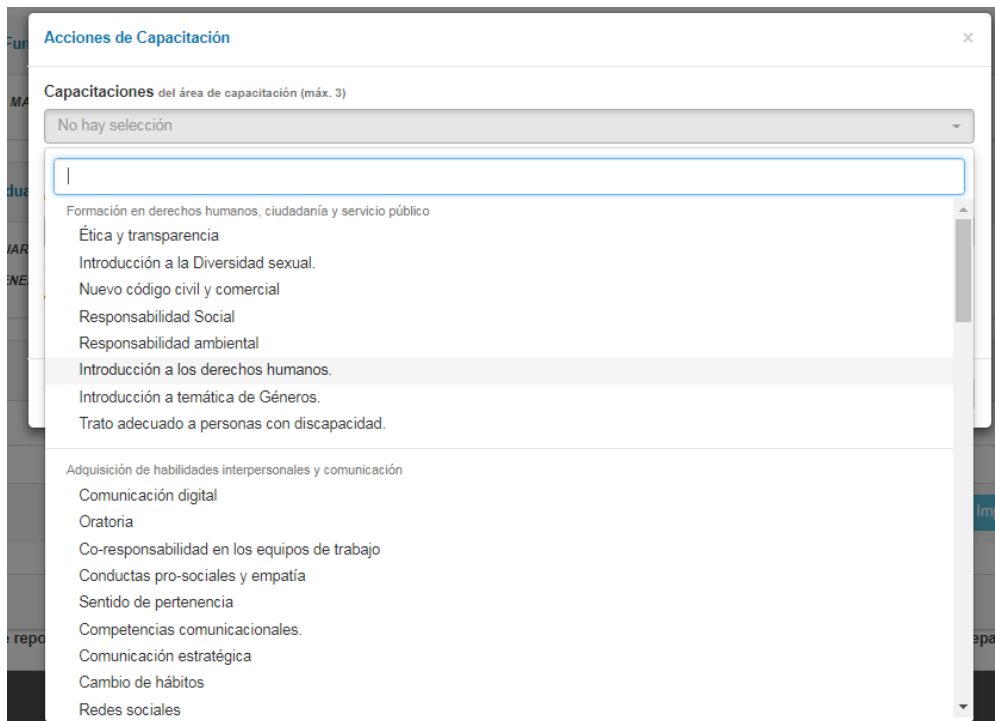 Acciones de Capacitación
×
Capacitaciones del área de capacitación (máx. 3)
No hay selección
Formación en derechos humanos, ciudadanía y servicio público
Ética y transparencia
Introducción a la Diversidad sexual.
Nuevo código civil y comercial
Responsabilidad Social
Responsabilidad ambiental
Introducción a los derechos humanos.
Introducción a temática de Géneros.
Trato adecuado a personas con discapacidad.
Adquisición de habilidades interpersonales y comunicación
Comunicación digital
Oratoria
Co-responsabilidad en los equipos de trabajo
Conductas pro-sociales y empatía
Sentido de pertenencia
Competencias comunicacionales.
Comunicación estratégica
Cambio de hábitos
Redes sociales